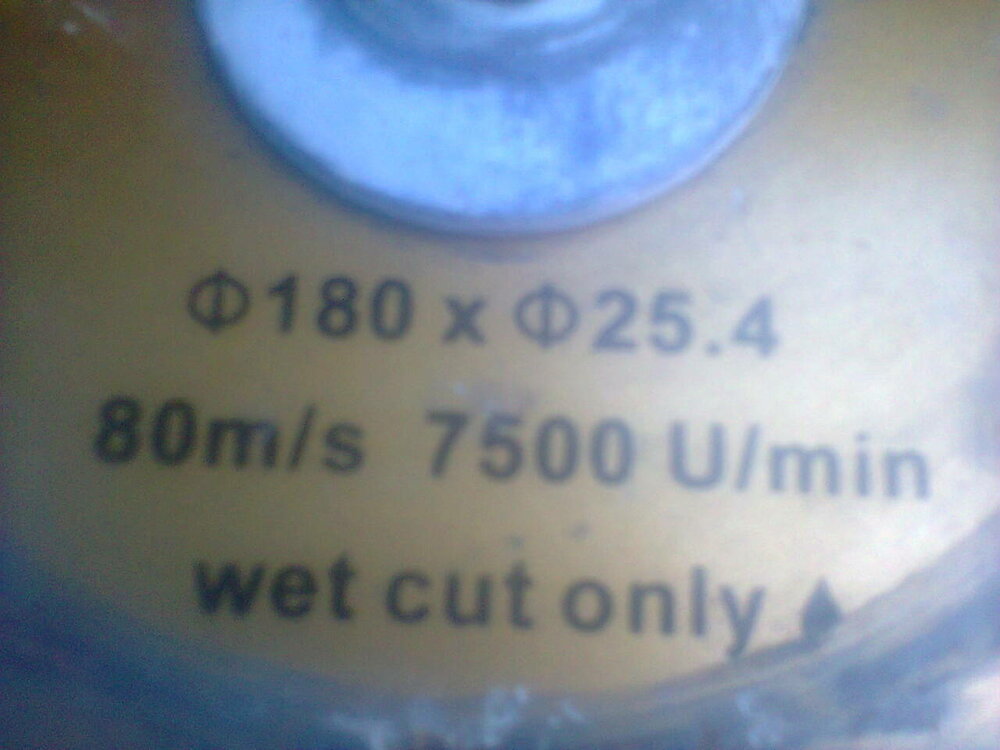 Φ180 x Φ25.4
80m/s 7500 U/min
wet cut only